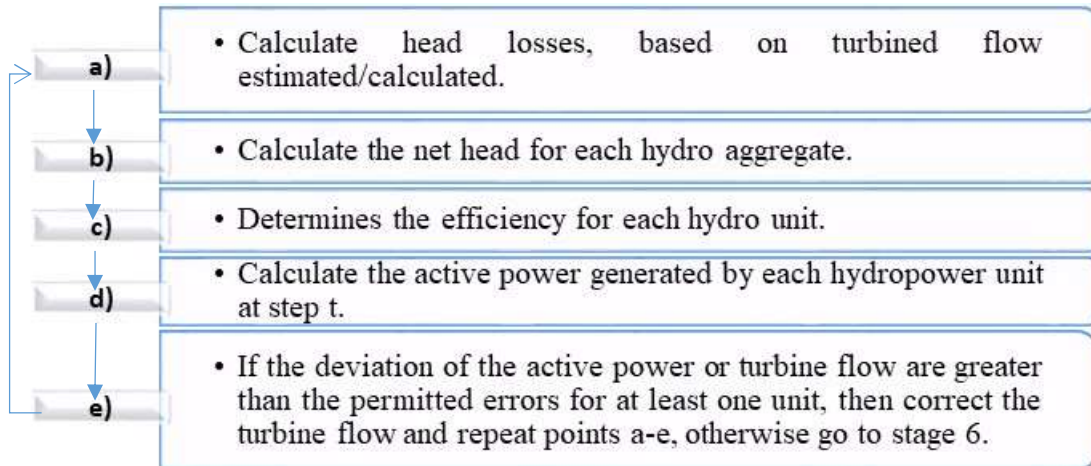 a)
• Calculate head losses, based on turbined flow
estimated/calculated.
b)
• Calculate the net head for each hydro aggregate.
c)
• Determines the efficiency for each hydro unit.
d)
• Calculate the active power generated by each hydropower unit
at step t.
e)
• If the deviation of the active power or turbine flow are greater
than the permitted errors for at least one unit, then correct the
turbine flow and repeat points a-e, otherwise go to stage 6.